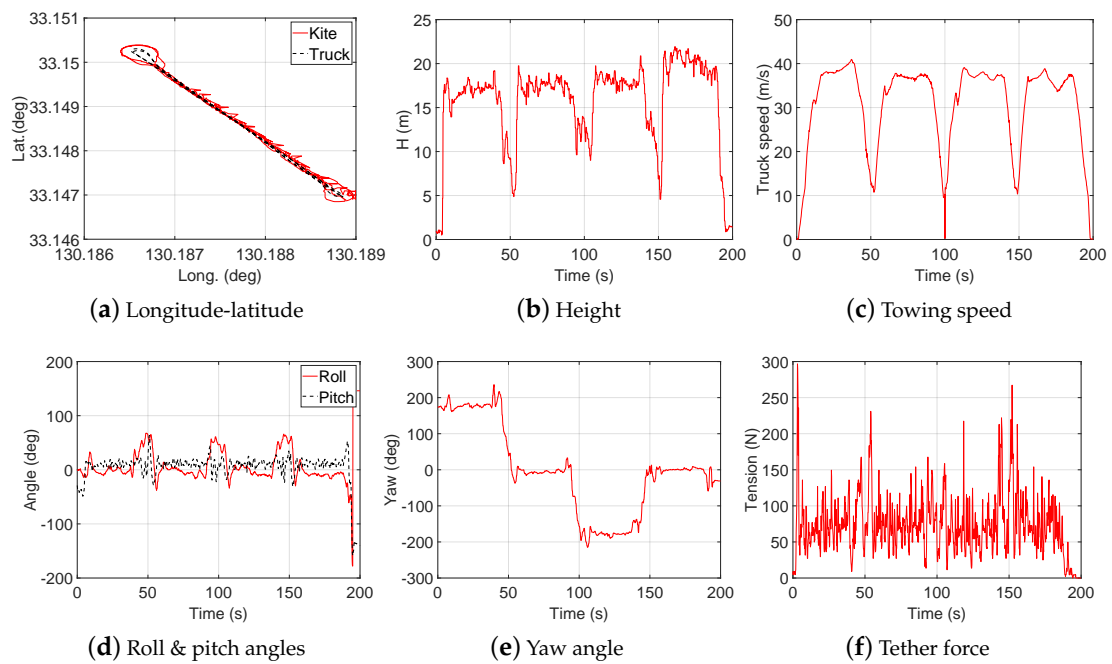 33.151
33.15
33.149
33.148
33.147
33.146
130.186 130.187 130.188 130.189
Lat.(deg)
Long. (deg)
Kite
Truck
(a) Longitude-latitude
25
20
15
10
5
0
0 50 100 150 200
H (m)
Time (s)
(b) Height
50
40
30
20
10
0
0 50 100 150 200
Truck speed (m/s)
Time (s)
(c) Towing speed
200
100
0
-100
-200
0 50 100 150 200
Angle (deg)
Time (s)
Roll
Pitch
(d) Roll & pitch angles
300
200
100
0
-100
-200
-300
0 50 100 150 200
Yaw (deg)
Time (s)
(e) Yaw angle
300
250
200
150
100
50
0
0 50 100 150 200
Tension (N)
Time (s)
(f) Tether force